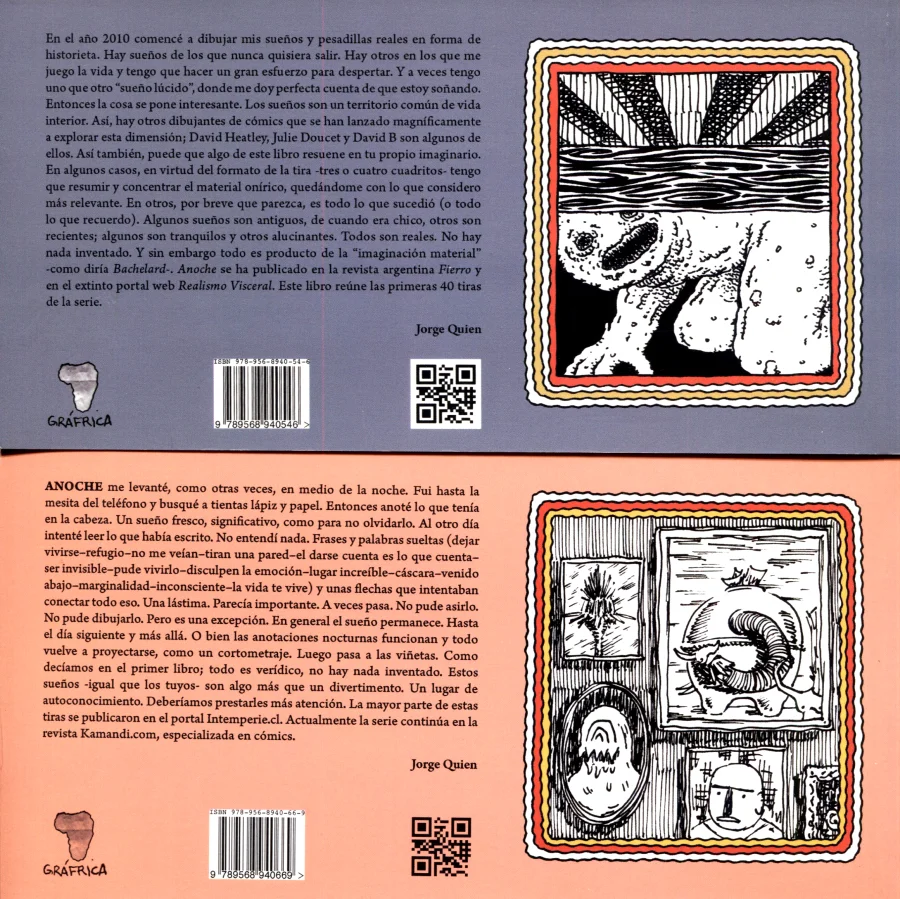 En el año 2010 comencé a dibujar mis sueños y pesadillas reales en forma de
historieta. Hay sueños de los que nunca quisiera salir. Hay otros en los que me
juego la vida y tengo que hacer un gran esfuerzo para despertar. Y a veces tengo
uno que otro “sueño lúcido”, donde me doy perfecta cuenta de que estoy soñando.
Entonces la cosa se pone interesante. Los sueños son un territorio común de vida
interior. Así, hay otros dibujantes de cómics que se han lanzado magníficamente
a explorar esta dimensión; David Heatley, Julie Doucet y David B son algunos de
ellos. Así también, puede que algo de este libro resuene en tu propio imaginario.
En algunos casos, en virtud del formato de la tira -tres o cuatro cuadritos- tengo
que resumir y concentrar el material onírico, quedándome con lo que considero
más relevante. En otros, por breve que parezca, es todo lo que sucedió (o todo
lo que recuerdo). Algunos sueños son antiguos, de cuando era chico, otros son
recientes; algunos son tranquilos y otros alucinantes. Todos son reales. No hay
nada inventado. Y sin embargo todo es producto de la “imaginación material”
-como diría Bachelard-. Anoche se ha publicado en la revista argentina Fierro y
en el extinto portal web Realismo Visceral. Este libro reúne las primeras 40 tiras
de la serie.
Jorge Quien
GRÁFRICA
ISBN 978-956-8940-54-6
9 789568 940546 >
ANOCHE me levanté, como otras veces, en medio de la noche. Fui hasta la
mesita del teléfono y busqué a tientas lápiz y papel. Entonces anoté lo que tenía
en la cabeza. Un sueño fresco, significativo, como para no olvidarlo. Al otro día
intenté leer lo que había escrito. No entendí nada. Frases y palabras sueltas (dejar
vivirse–refugio–no me veían–tiran una pared–el darse cuenta es lo que cuenta–
ser invisible–pude vivirlo–disculpen la emoción–lugar increíble–cáscara–venido
abajo–marginalidad–inconsciente–la vida te vive) y unas flechas que intentaban
conectar todo eso. Una lástima. Parecía importante. A veces pasa. No pude asirlo.
No pude dibujarlo. Pero es una excepción. En general el sueño permanece. Hasta
el día siguiente y más allá. O bien las anotaciones nocturnas funcionan y todo
vuelve a proyectarse, como un cortometraje. Luego pasa a las viñetas. Como
decíamos en el primer libro; todo es verídico, no hay nada inventado. Estos
sueños -igual que los tuyos- son algo más que un divertimento. Un lugar de
autoconocimiento. Deberíamos prestarles más atención. La mayor parte de estas
tiras se publicaron en el portal Intemperie.cl. Actualmente la serie continúa en la
revista Kamandi.com, especializada en cómics.
Jorge Quien
GRÁFRICA
ISBN 978-956-8940-66-9
9 789568 940669 >